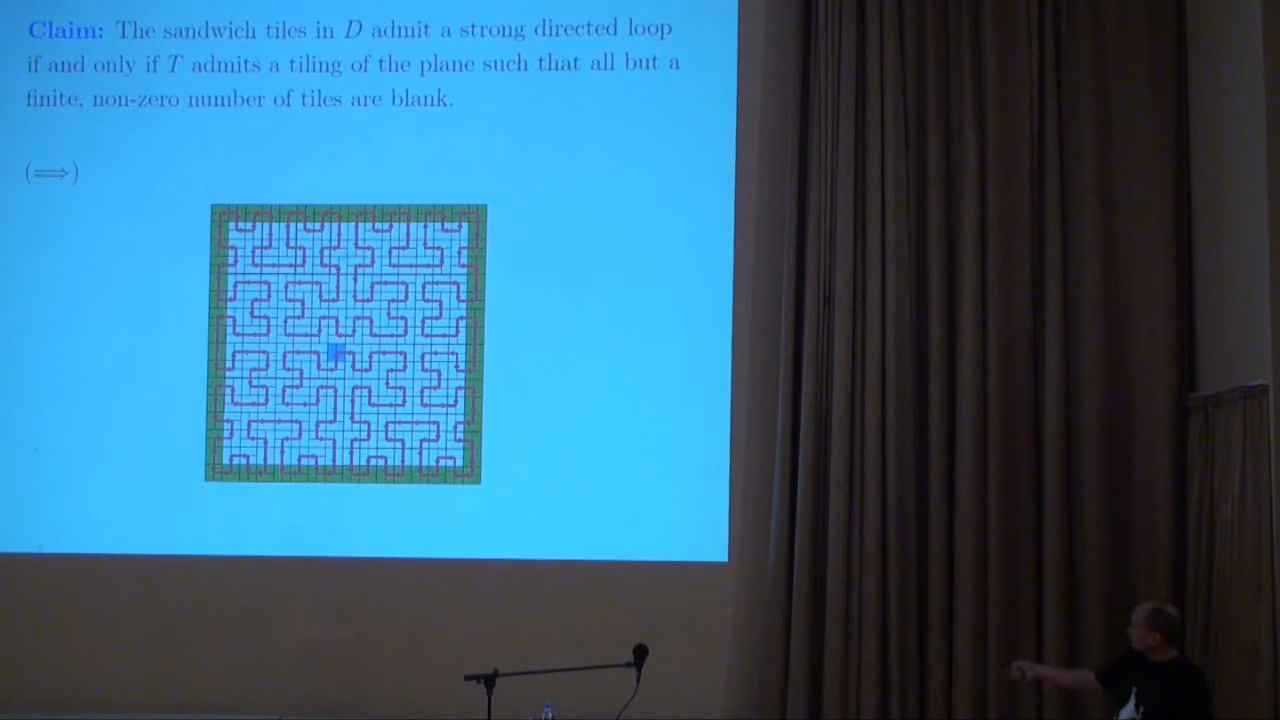 Claim: The sandwich tiles in D admit a strong directed loop
if and only if T admits a tiling of the plane such that all but a
finite, non-zero number of tiles are blank.
(⟹)